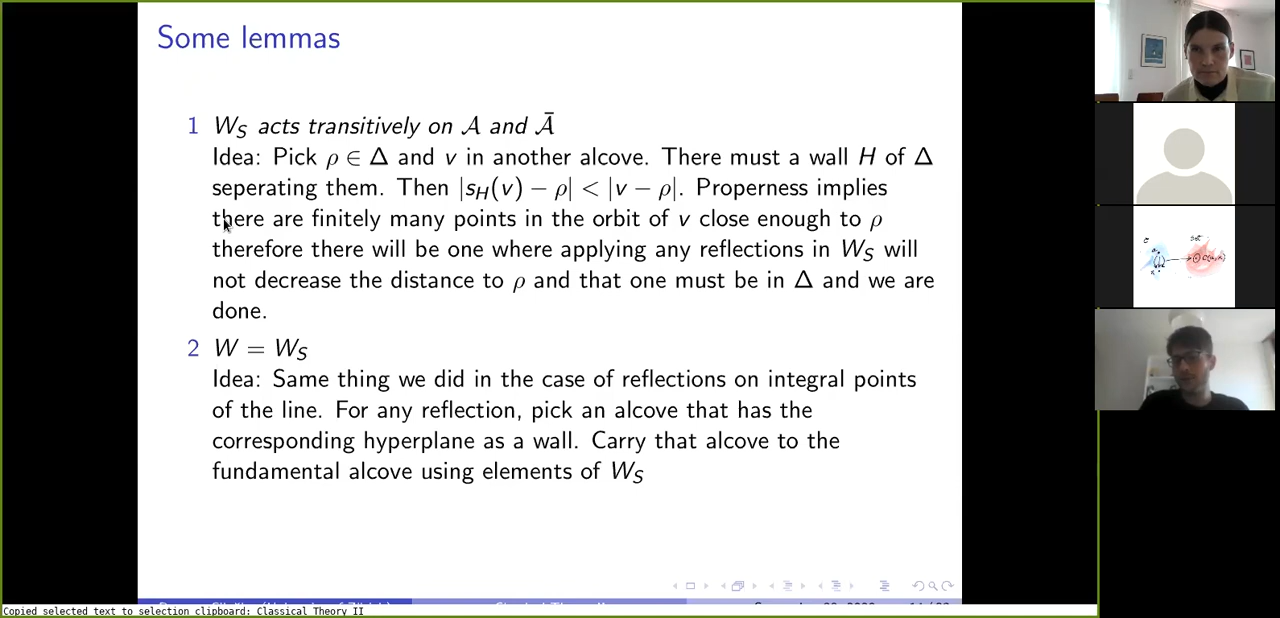 Some lemmas
1 W_S acts transitively on 𝒜 and 𝒜̄
Idea: Pick ρ ∈ Δ and v in another alcove. There must a wall H of Δ
seperating them. Then |s_H(v) − ρ| < |v − ρ|. Properness implies
there are finitely many points in the orbit of v close enough to ρ
therefore there will be one where applying any reflections in W_S will
not decrease the distance to ρ and that one must be in Δ and we are
done.
2 W = W_S
Idea: Same thing we did in the case of reflections on integral points
of the line. For any reflection, pick an alcove that has the
corresponding hyperplane as a wall. Carry that alcove to the
fundamental alcove using elements of W_S
Copied selected text to selection clipboard: Classical Theory II